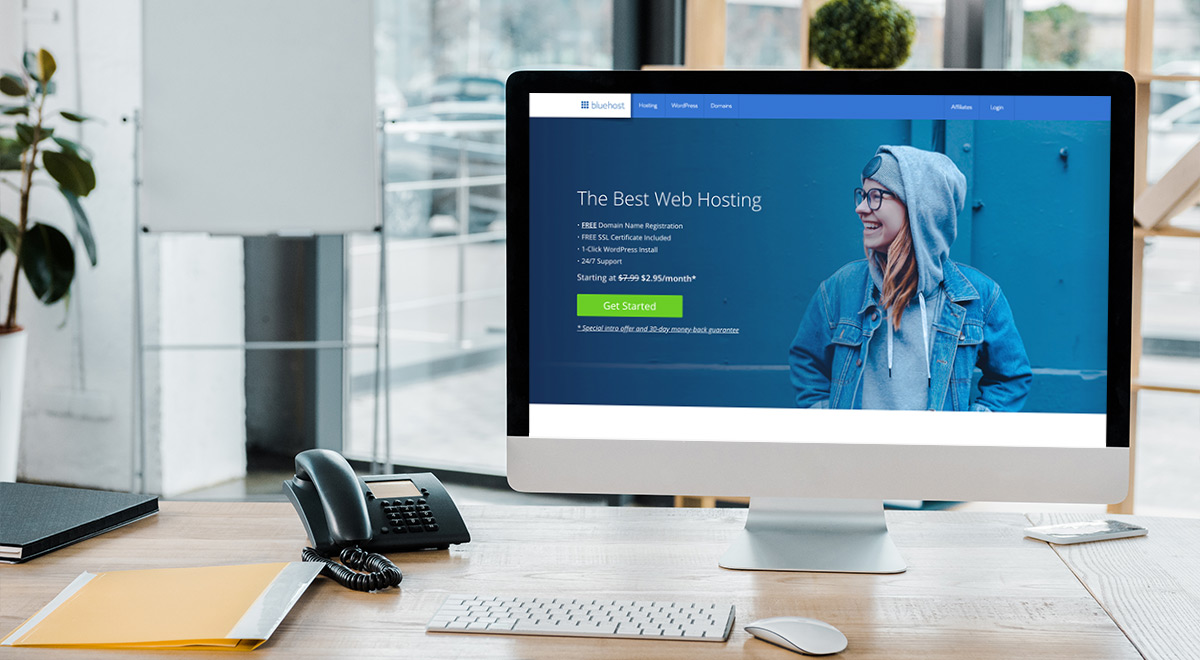 bluehost Hosting WordPress Domains Affiliates Login
The Best Web Hosting
• FREE Domain Name Registration
• FREE SSL Certificate Included
• 1-Click WordPress Install
• 24/7 Support
Starting at $7.99 $2.95/month*
Get Started
* Special intro offer and 30-day money-back guarantee